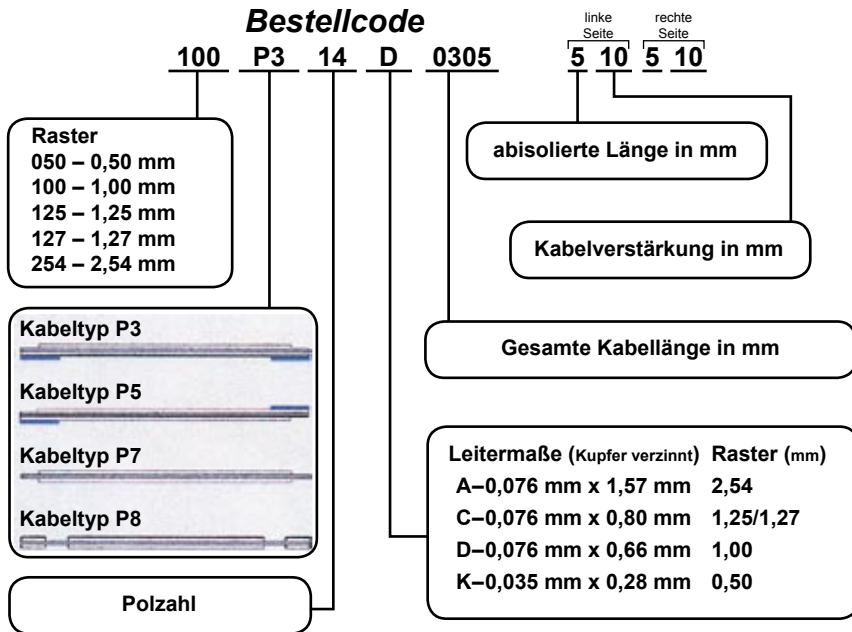 Bestellcode
linke Seite
rechte Seite
100 P3 14 D 0305 5 10 5 10
Raster
050 – 0,50 mm
100 – 1,00 mm
125 – 1,25 mm
127 – 1,27 mm
254 – 2,54 mm
abisolierte Länge in mm
Kabelverstärkung in mm
Gesamte Kabellänge in mm
Kabeltyp P3
Kabeltyp P5
Kabeltyp P7
Kabeltyp P8
Leitermaße (Kupfer verzinnt) Raster (mm)
A–0,076 mm x 1,57 mm 2,54
C–0,076 mm x 0,80 mm 1,25/1,27
D–0,076 mm x 0,66 mm 1,00
K–0,035 mm x 0,28 mm 0,50
Polzahl